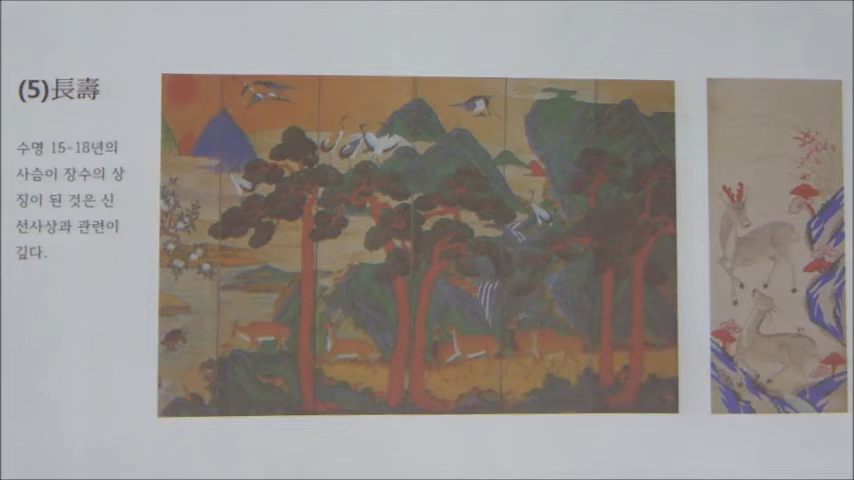 (5)長壽
수명 15-18년의
사슴이 장수의 상
징이 된 것은 신
선사상과 관련이
깊다.